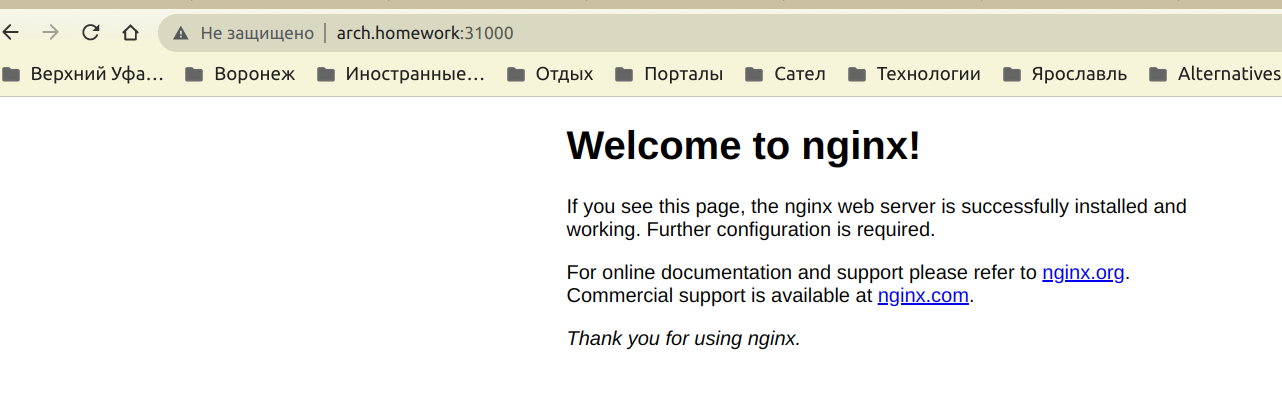 Не защищено | arch.homework:31000
Верхний Уфа… Воронеж Иностранные… Отдых Порталы Сател Технологии Ярославль Alternatives
Welcome to nginx!
If you see this page, the nginx web server is successfully installed and
working. Further configuration is required.
For online documentation and support please refer to nginx.org.
Commercial support is available at nginx.com.
Thank you for using nginx.